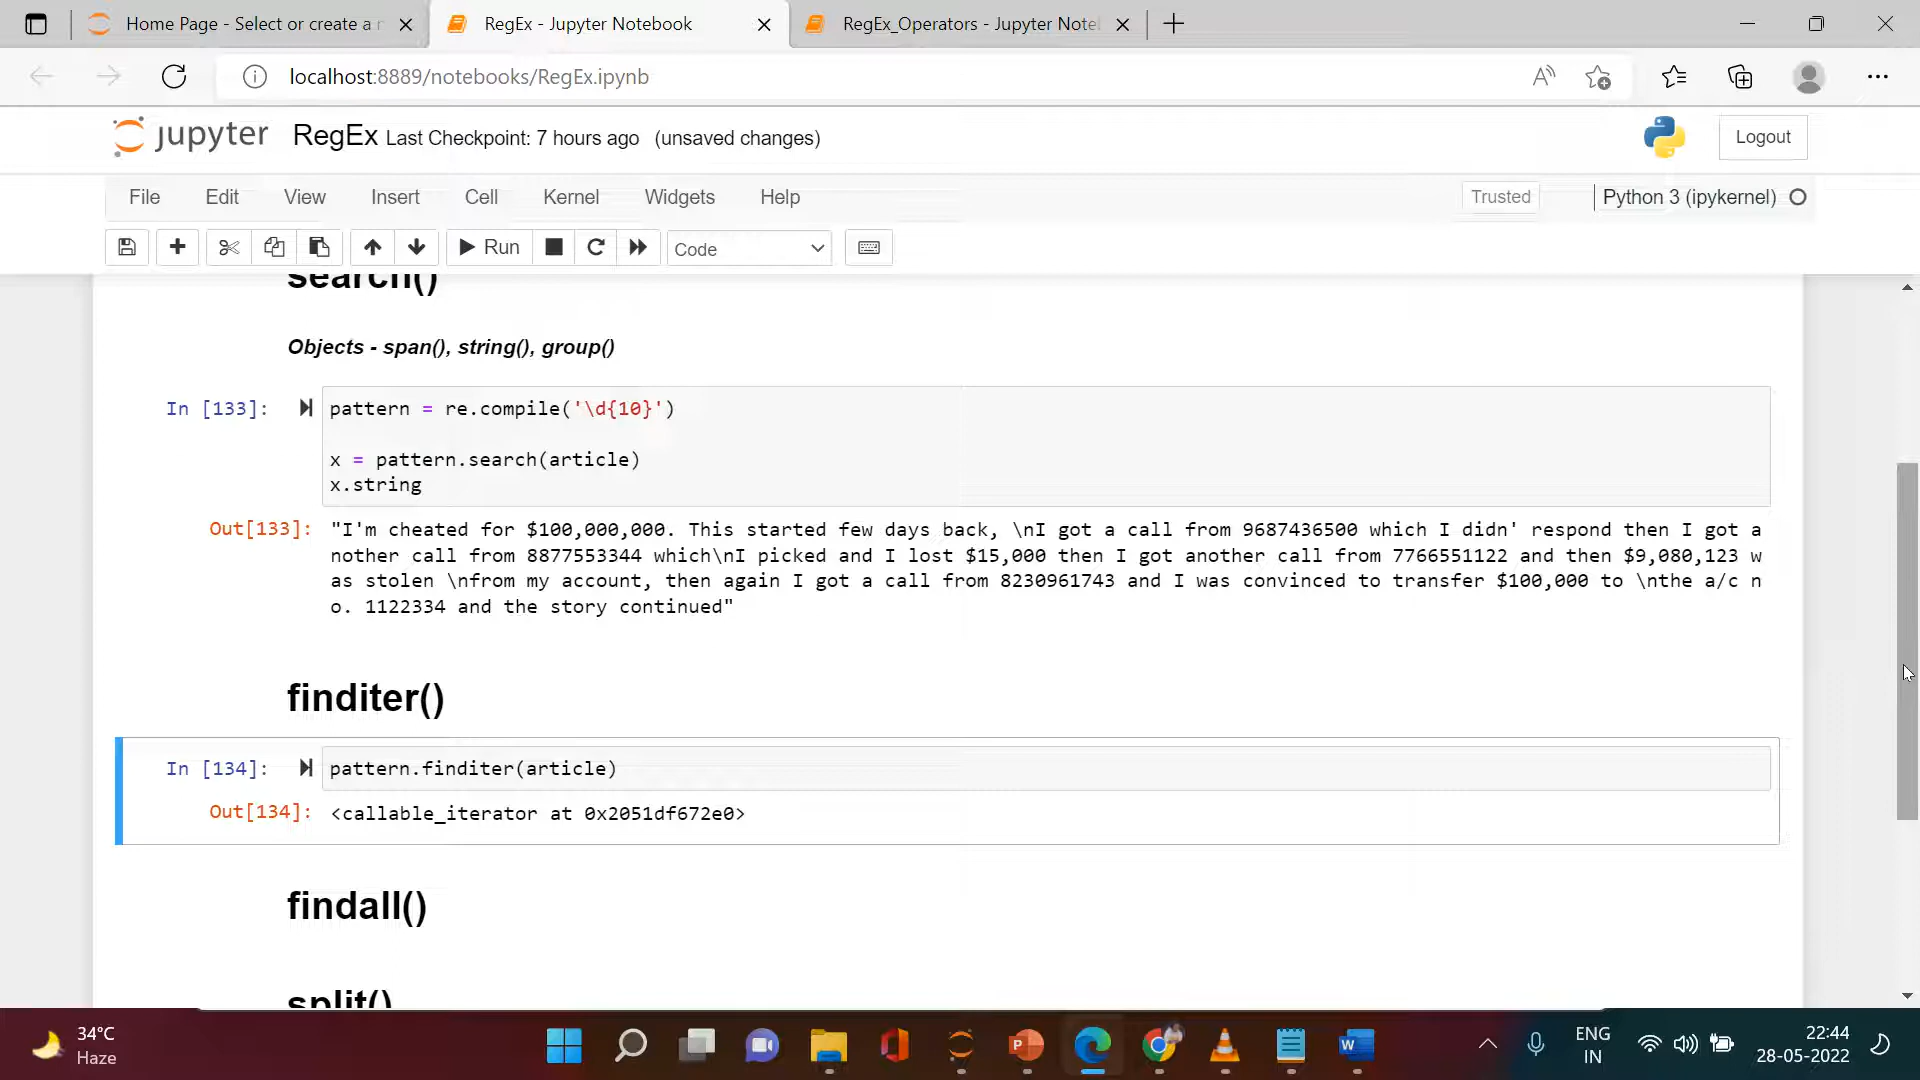 Home Page - Select or create a n
RegEx - Jupyter Notebook
RegEx_Operators - Jupyter Note
localhost:8889/notebooks/RegEx.ipynb
jupyter RegEx Last Checkpoint: 7 hours ago (unsaved changes)
Logout
File Edit View Insert Cell Kernel Widgets Help
Trusted
Python 3 (ipykernel)
Run
Code
search()
Objects - span(), string(), group()
In [133]: pattern = re.compile('\d{10}')
x = pattern.search(article)
x.string
Out[133]: "I'm cheated for $100,000,000. This started few days back, \nI got a call from 9687436500 which I didn' respond then I got a
nother call from 8877553344 which\nI picked and I lost $15,000 then I got another call from 7766551122 and then $9,080,123 w
as stolen \nfrom my account, then again I got a call from 8230961743 and I was convinced to transfer $100,000 to \nthe a/c n
o. 1122334 and the story continued"
finditer()
In [134]: pattern.finditer(article)
Out[134]: <callable_iterator at 0x2051df672e0>
findall()
split()
34°C
Haze
ENG
IN
22:44
28-05-2022